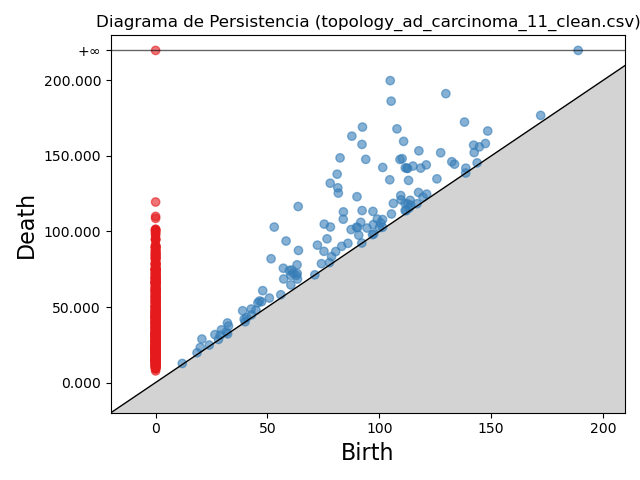 Diagrama de Persistencia (topology_ad_carcinoma_11_clean.csv)
+∞
200.000
150.000
100.000
50.000
0.000
Death
0 50 100 150 200
Birth